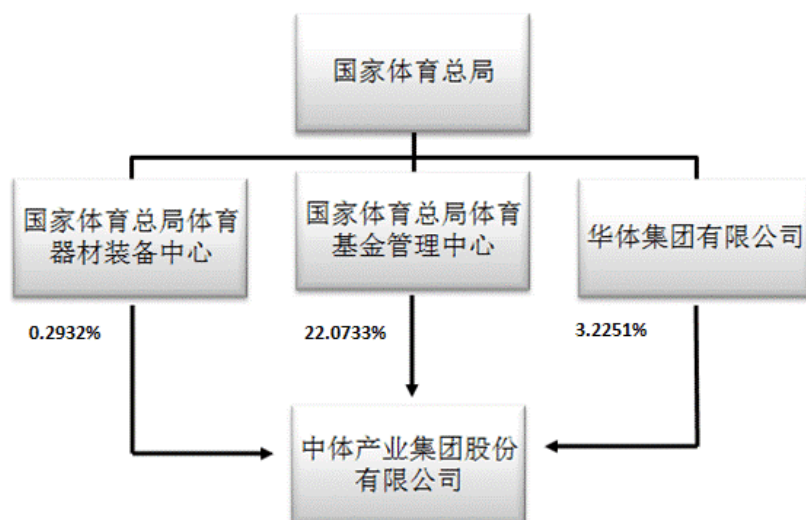 国家体育总局
国家体育总局体育
器材装备中心
国家体育总局体育
基金管理中心
华体集团有限公司
0.2932%
22.0733%
3.2251%
中体产业集团股份
有限公司